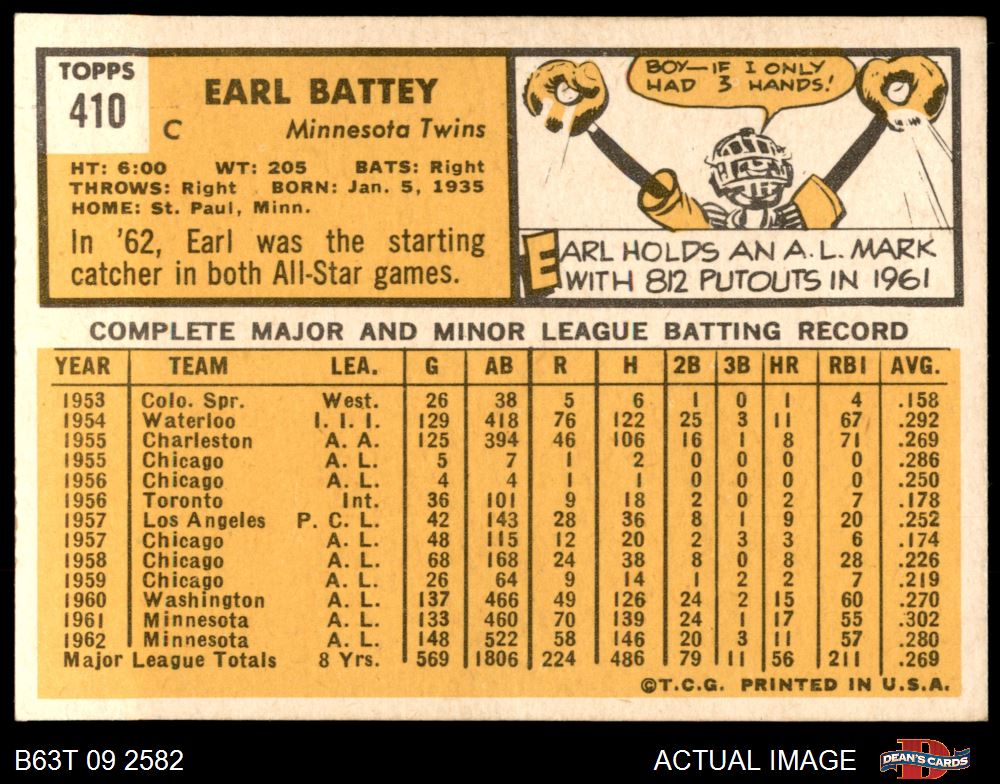 TOPPS
410
EARL BATTEY
C Minnesota Twins
HT: 6:00 WT: 205 BATS: Right
THROWS: Right BORN: Jan. 5, 1935
HOME: St. Paul, Minn.
In '62, Earl was the starting
catcher in both All-Star games.
BOY—IF I ONLY
HAD 3 HANDS!
EARL HOLDS AN A.L. MARK
WITH 812 PUTOUTS IN 1961
COMPLETE MAJOR AND MINOR LEAGUE BATTING RECORD
YEAR TEAM LEA. G AB R H 2B 3B HR RBI AVG.
1953 Colo. Spr. West. 26 38 5 6 1 0 1 4 .158
1954 Waterloo I. I. I. 129 418 76 122 25 3 11 67 .292
1955 Charleston A. A. 125 394 46 106 16 1 8 71 .269
1955 Chicago A. L. 5 7 1 2 0 0 0 0 .286
1956 Chicago A. L. 4 4 1 1 0 0 0 0 .250
1956 Toronto Int. 36 101 9 18 2 0 2 7 .178
1957 Los Angeles P. C. L. 42 143 28 36 8 1 9 20 .252
1957 Chicago A. L. 48 115 12 20 2 3 3 6 .174
1958 Chicago A. L. 68 168 24 38 8 0 8 28 .226
1959 Chicago A. L. 26 64 9 14 1 2 2 7 .219
1960 Washington A. L. 137 466 49 126 24 2 15 60 .270
1961 Minnesota A. L. 133 460 70 139 24 1 17 55 .302
1962 Minnesota A. L. 148 522 58 146 20 3 11 57 .280
Major League Totals 8 Yrs. 569 1806 224 486 79 11 56 211 .269
©T.C.G. PRINTED IN U.S.A.
B63T 09 2582 ACTUAL IMAGE DEAN'S CARDS